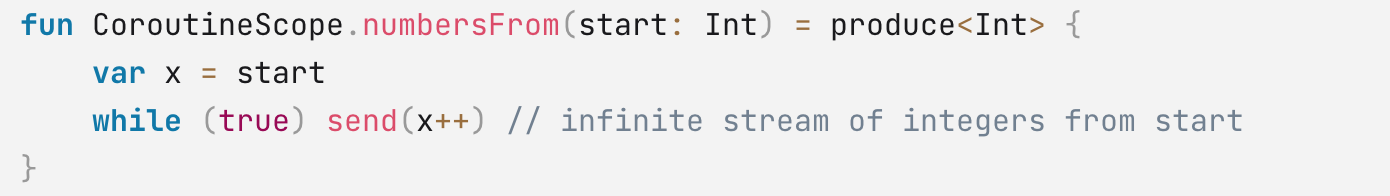 fun CoroutineScope.numbersFrom(start: Int) = produce<Int> {
    var x = start
    while (true) send(x++) // infinite stream of integers from start
}